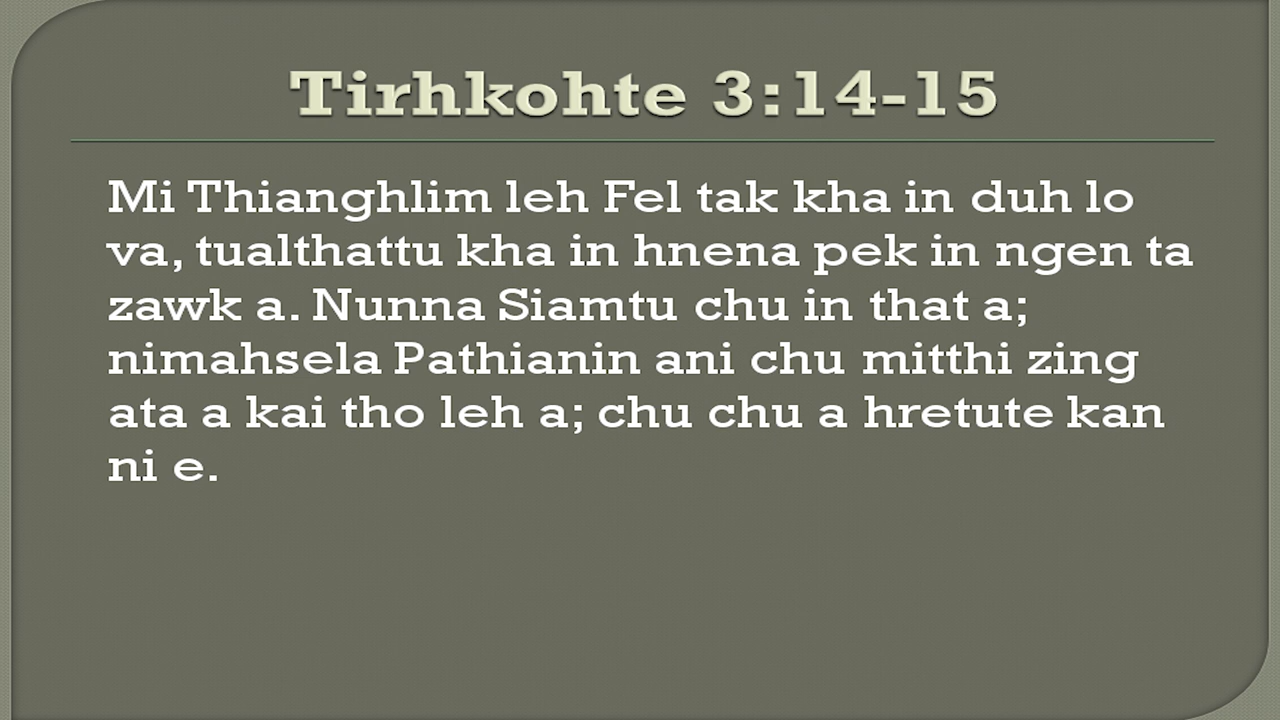 Tirhkohte 3:14-15
Mi Thianghlim leh Fel tak kha in duh lo
va, tualthattu kha in hnena pek in ngen ta
zawk a. Nunna Siamtu chu in that a;
nimahsela Pathianin ani chu mitthi zing
ata a kai tho leh a; chu chu a hretute kan
ni e.